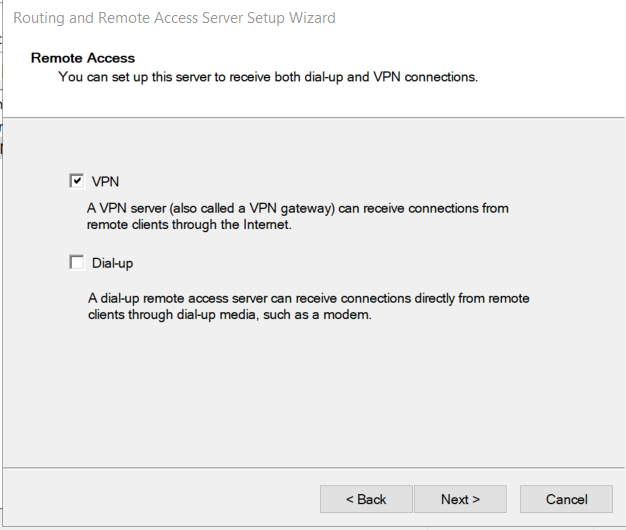 Routing and Remote Access Server Setup Wizard
Remote Access
You can set up this server to receive both dial-up and VPN connections.
VPN
A VPN server (also called a VPN gateway) can receive connections from
remote clients through the Internet.
Dial-up
A dial-up remote access server can receive connections directly from remote
clients through dial-up media, such as a modem.
< Back
Next >
Cancel